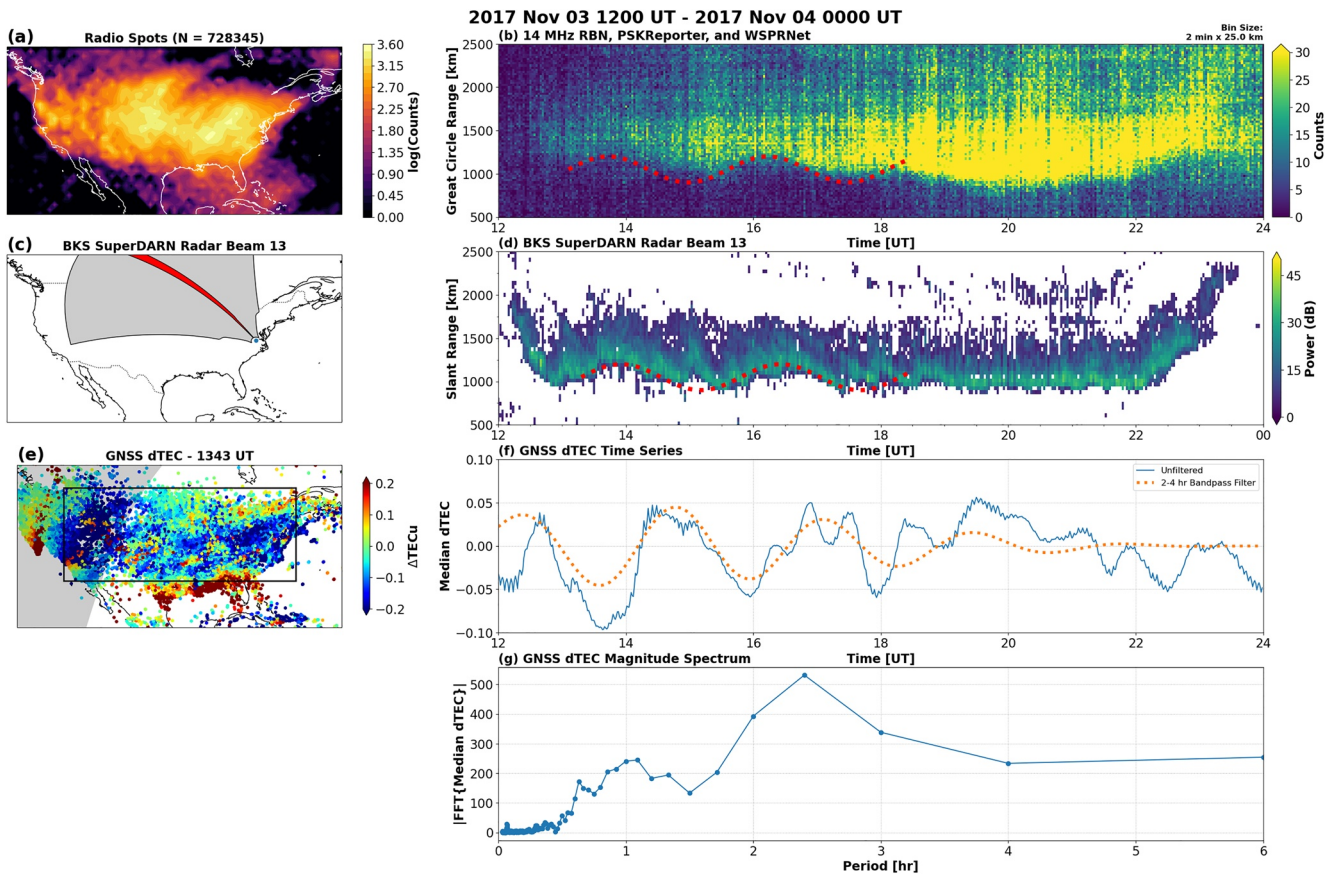 2017 Nov 03 1200 UT - 2017 Nov 04 0000 UT
(a)
Radio Spots (N = 728345)
3.60
3.15
2.70
2.25
1.80
1.35
0.90
0.45
0.00
log(Counts)
(b) 14 MHz RBN, PSKReporter, and WSPRNet
Bin Size:
2 min x 25.0 km
Great Circle Range [km]
2500
2000
1500
1000
500
12 14 16 18 20 22 24
Time [UT]
30
25
20
15
10
5
0
Counts
(c)
BKS SuperDARN Radar Beam 13
(d) BKS SuperDARN Radar Beam 13
Slant Range [km]
2500
2000
1500
1000
500
12 14 16 18 20 22 00
Time [UT]
45
30
15
0
Power (dB)
(e)
GNSS dTEC - 1343 UT
0.2
0.1
0.0
−0.1
−0.2
ΔTECu
(f) GNSS dTEC Time Series
Unfiltered
2-4 hr Bandpass Filter
Median dTEC
0.10
0.05
0.00
−0.05
−0.10
12 14 16 18 20 22 24
Time [UT]
(g) GNSS dTEC Magnitude Spectrum
|FFT{Median dTEC}|
500
400
300
200
100
0
0 1 2 3 4 5 6
Period [hr]